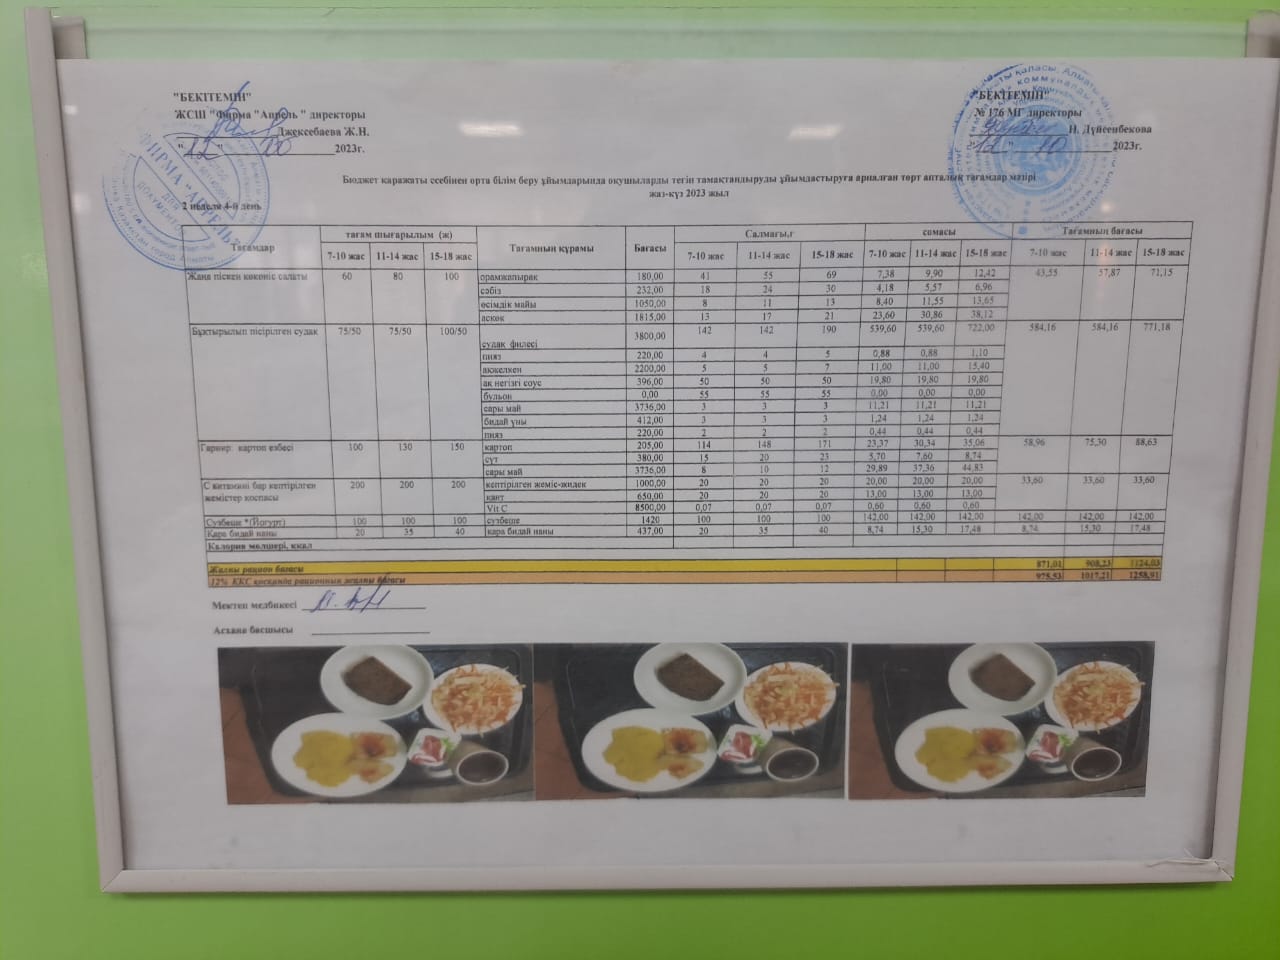 "БЕКІТЕМІН"
ЖСШ "Фирма "Апрель " директоры
Джексебаева Ж.Н.
"12" 10 2023г.
"БЕКІТЕМІН"
№ 176 МГ директоры
Н. Дүйсенбекова
"12" 10 2023г.
ФИРМА "АПРЕЛЬ"
ДЛЯ ДОКУМЕНТОВ
Бюджет қаражаты есебінен орта білім беру ұйымдарында оқушыларды тегін тамақтандыруды ұйымдастыруға арналған төрт апталық тағамдар мәзірі
жаз-күз 2023 жыл
2 неделя 4-й день
Тағамдар тағам шығарылым (ж) Тағамның құрамы Бағасы Салмағы,г сомасы Тағамның бағасы
7-10 жас 11-14 жас 15-18 жас 7-10 жас 11-14 жас 15-18 жас 7-10 жас 11-14 жас 15-18 жас 7-10 жас 11-14 жас 15-18 жас
Жаңа піскен көкөніс салаты 60 80 100 орамжапырақ 180,00 41 55 69 7,38 9,90 12,42 43,55 57,87 71,15
сәбіз 232,00 18 24 30 4,18 5,57 6,96
өсімдік майы 1050,00 8 11 13 8,40 11,55 13,65
аскөк 1815,00 13 17 21 23,60 30,86 38,12
Бұқтырылып пісірілген судак 75/50 75/50 100/50 судак филесі 3800,00 142 142 190 539,60 539,60 722,00 584,16 584,16 771,18
пияз 220,00 4 4 5 0,88 0,88 1,10
ақжелкен 2200,00 5 5 7 11,00 11,00 15,40
ақ негізгі соус 396,00 50 50 50 19,80 19,80 19,80
бульон 0,00 55 55 55 0,00 0,00 0,00
сары май 3736,00 3 3 3 11,21 11,21 11,21
бидай ұны 412,00 3 3 3 1,24 1,24 1,24
пияз 220,00 2 2 2 0,44 0,44 0,44
Гарнир: картоп езбесі 100 130 150 картоп 205,00 114 148 171 23,37 30,34 35,06 58,96 75,30 88,63
сүт 380,00 15 20 23 5,70 7,60 8,74
сары май 3736,00 8 10 12 29,89 37,36 44,83
С витаминi бар кептірілген жемістер қоспасы 200 200 200 кептірілген жеміс-жидек 1000,00 20 20 20 20,00 20,00 20,00 33,60 33,60 33,60
қант 650,00 20 20 20 13,00 13,00 13,00
Vit C 8500,00 0,07 0,07 0,07 0,60 0,60 0,60
Сузбеше *(Йогурт) 100 100 100 сузбеше 1420 100 100 100 142,00 142,00 142,00 142,00 142,00 142,00
Қара бидай наны 20 35 40 қара бидай наны 437,00 20 35 40 8,74 15,30 17,48 8,74 15,30 17,48
Калория мөлшері, ккал
Жалпы рацион бағасы 871,01 908,23 1124,03
12% ҚҚС қосқанда рационның жалпы бағасы 975,53 1017,21 1258,91
Мектеп медбикесі
Асхана басшысы